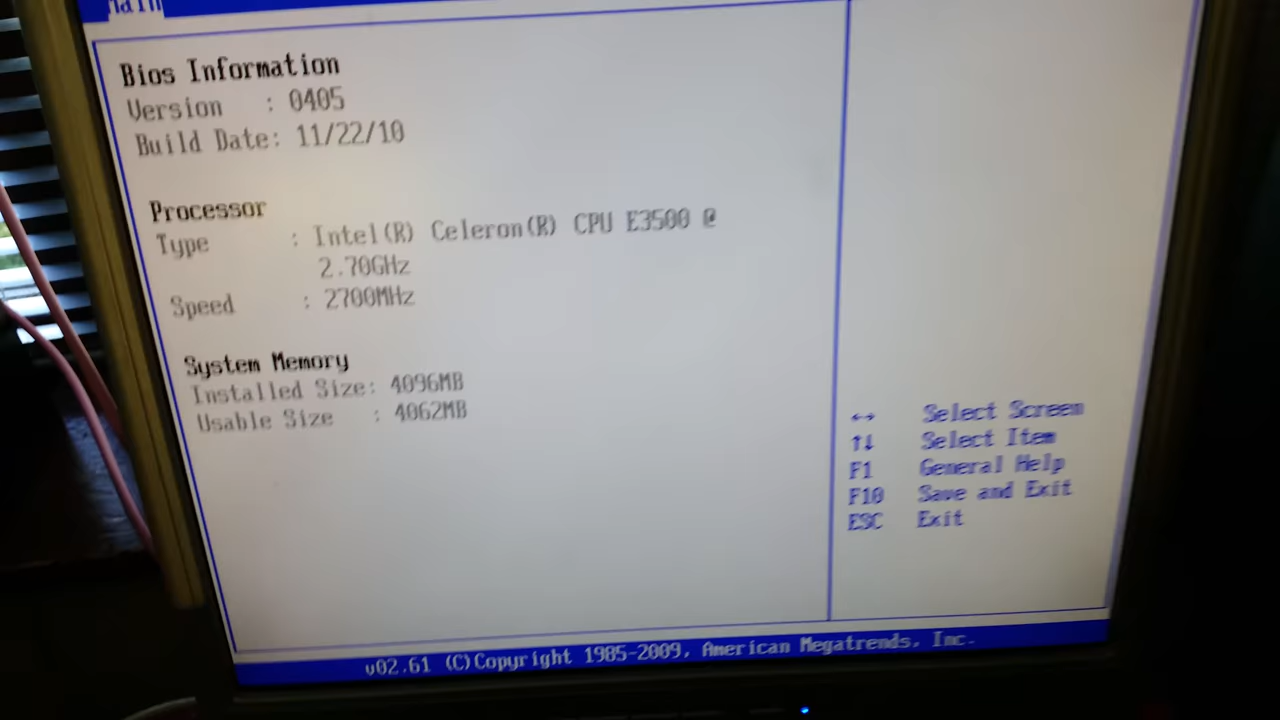 Main
Bios Information
Version : 0405
Build Date: 11/22/10
Processor
Type : Intel(R) Celeron(R) CPU E3500 @
2.70GHz
Speed : 2700MHz
System Memory
Installed Size: 4096MB
Usable Size : 4062MB
↔ Select Screen
↑↓ Select Item
F1 General Help
F10 Save and Exit
ESC Exit
v02.61 (C)Copyright 1985-2009, American Megatrends, Inc.